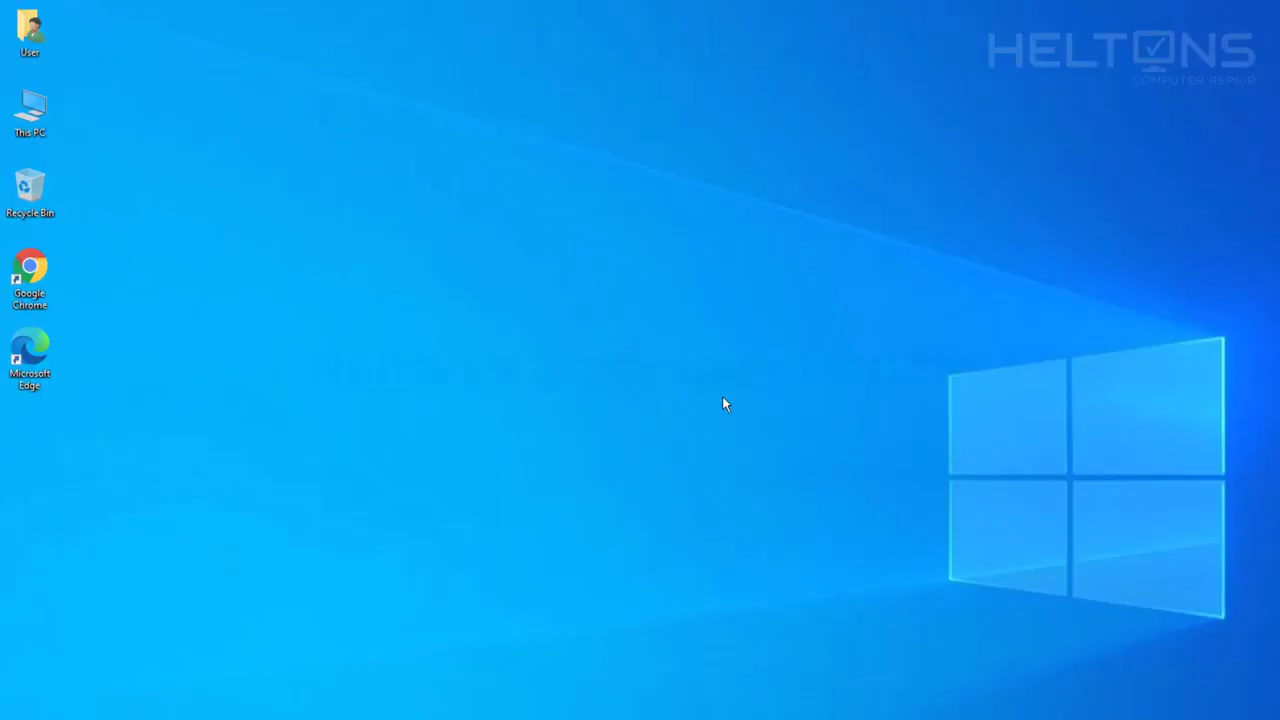 HELTONS
COMPUTER REPAIR
User
This PC
Recycle Bin
Google
Chrome
Microsoft
Edge